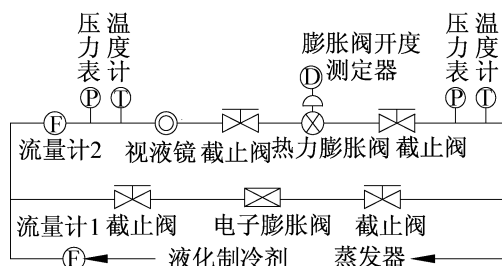 压力表
温度计
膨胀阀开度
测定器
压力表
温度计
P
T
D
P
T
F
流量计2
视液镜
截止阀
热力膨胀阀
截止阀
流量计1
截止阀
电子膨胀阀
截止阀
F
液化制冷剂
蒸发器